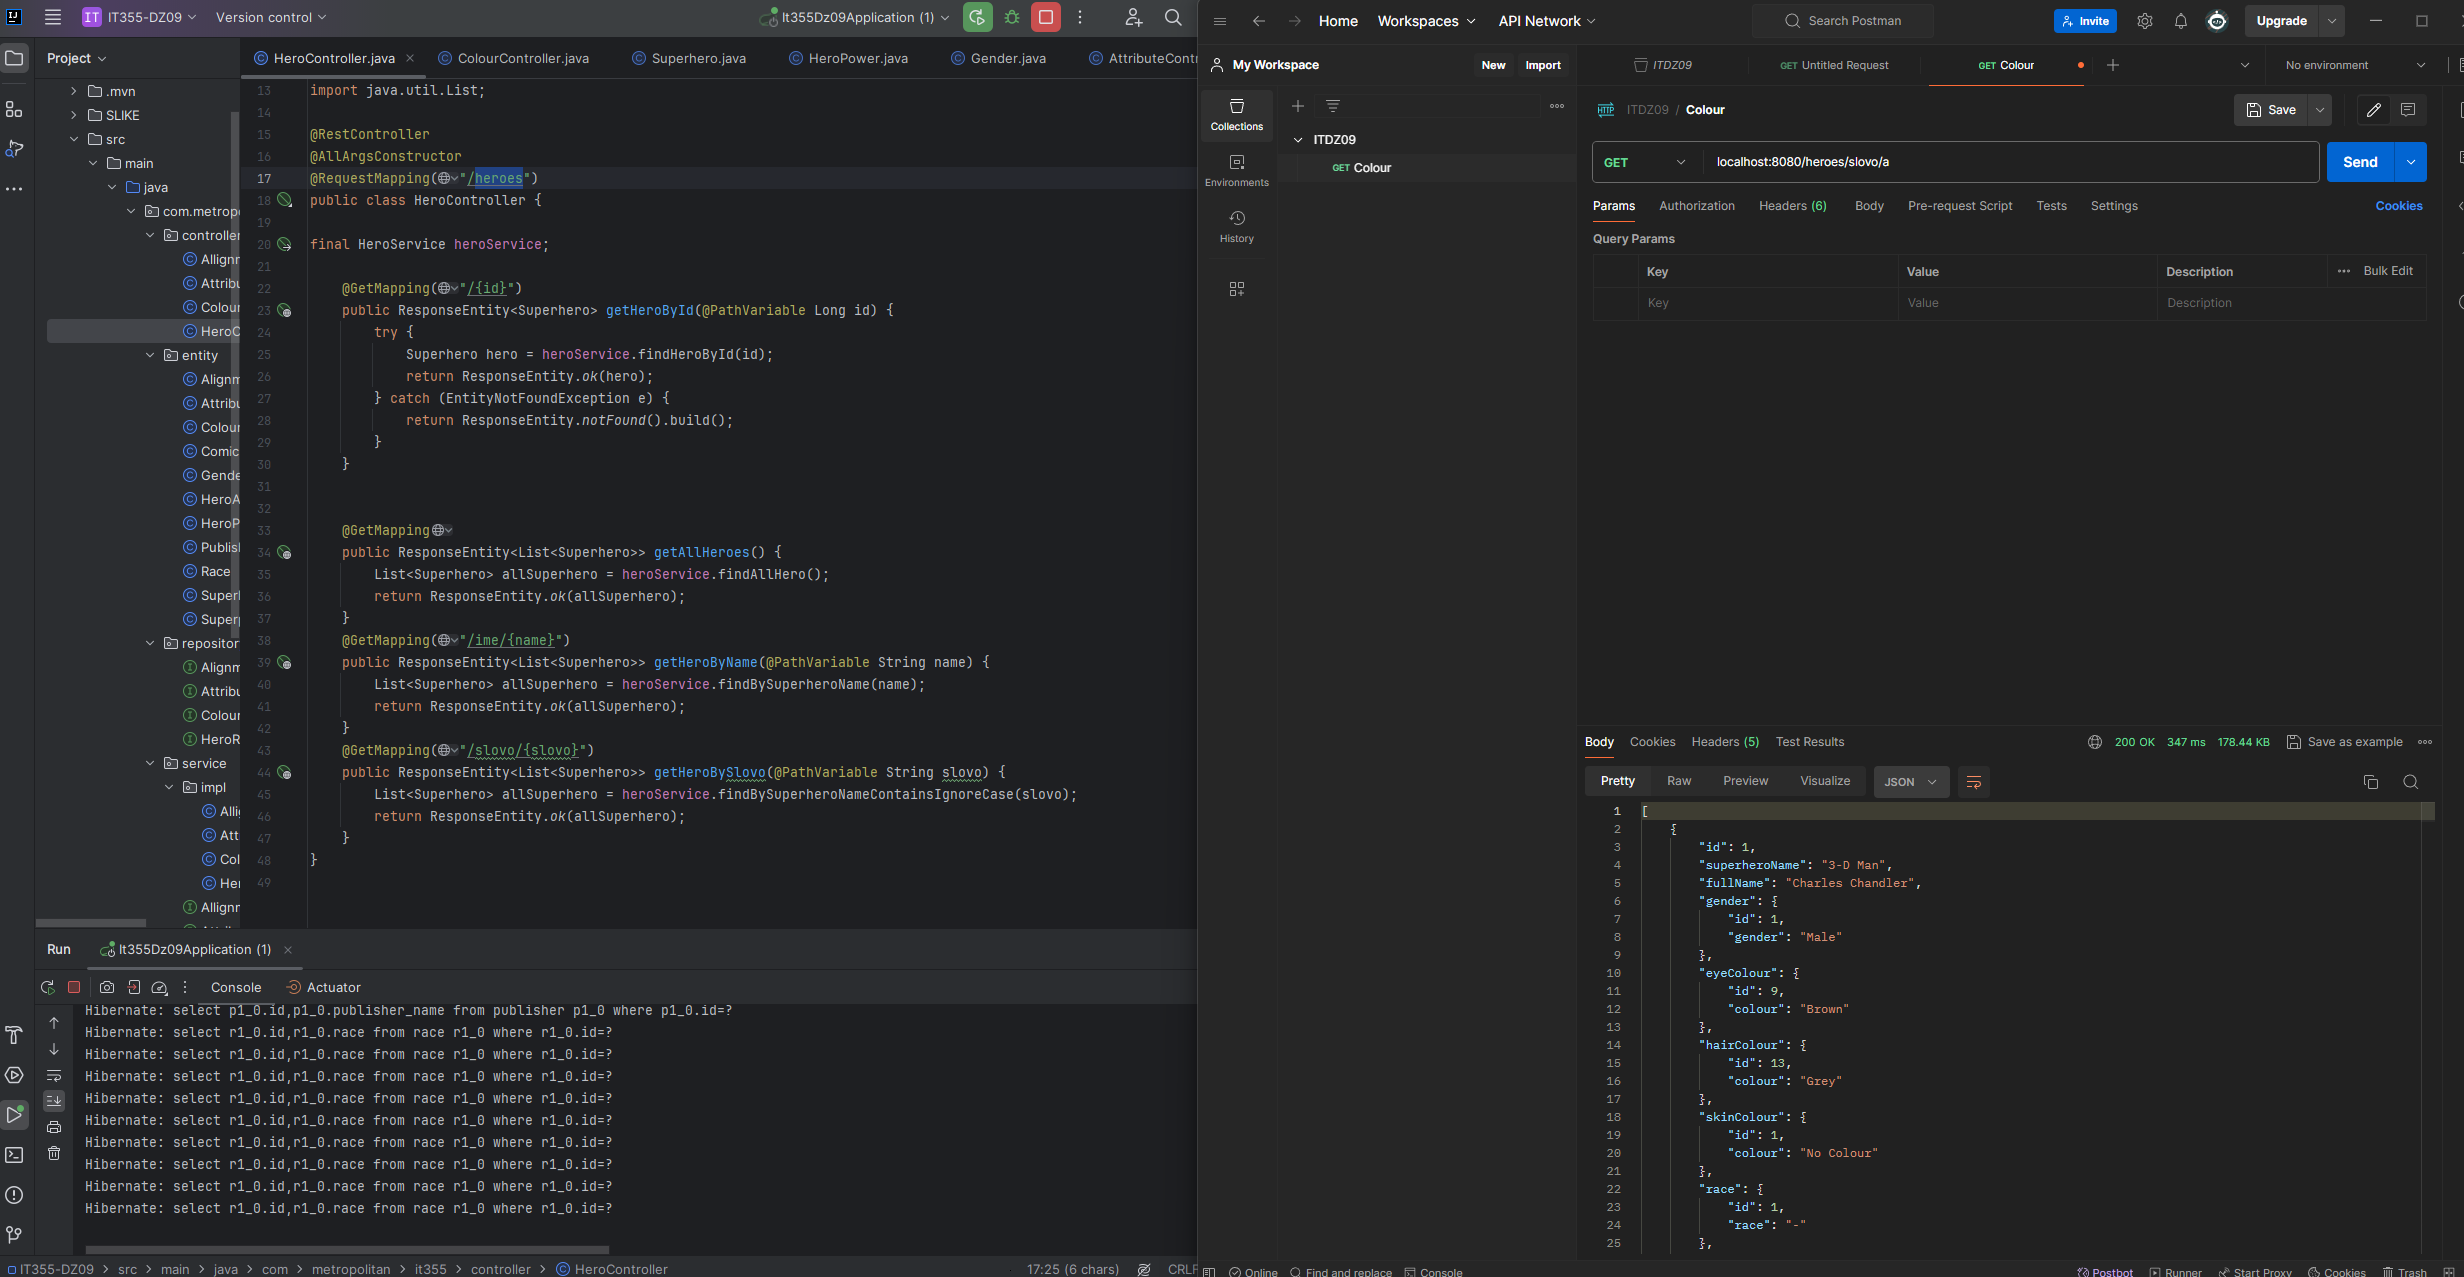 IT IT355-DZ09 Version control It355Dz09Application (1)
Project
.mvn
SLIKE
src
main
java
com.metrop
controller
Allignr
Attribu
Colour
HeroC
entity
Alignm
Attribu
Colour
Comic
Gende
HeroA
HeroP
Publish
Race
Superh
Superp
repositor
Alignm
Attribu
Colour
HeroR
service
impl
Alli
Att
Col
He
Allignr
HeroController.java ColourController.java Superhero.java HeroPower.java Gender.java AttributeContr
13 import java.util.List;
14
15 @RestController
16 @AllArgsConstructor
17 @RequestMapping("/heroes")
18 public class HeroController {
19
20 final HeroService heroService;
21
22 @GetMapping("/{id}")
23 public ResponseEntity<Superhero> getHeroById(@PathVariable Long id) {
24 try {
25 Superhero hero = heroService.findHeroById(id);
26 return ResponseEntity.ok(hero);
27 } catch (EntityNotFoundException e) {
28 return ResponseEntity.notFound().build();
29 }
30 }
31
32
33 @GetMapping
34 public ResponseEntity<List<Superhero>> getAllHeroes() {
35 List<Superhero> allSuperhero = heroService.findAllHero();
36 return ResponseEntity.ok(allSuperhero);
37 }
38 @GetMapping("/ime/{name}")
39 public ResponseEntity<List<Superhero>> getHeroByName(@PathVariable String name) {
40 List<Superhero> allSuperhero = heroService.findBySuperheroName(name);
41 return ResponseEntity.ok(allSuperhero);
42 }
43 @GetMapping("/slovo/{slovo}")
44 public ResponseEntity<List<Superhero>> getHeroBySlovo(@PathVariable String slovo) {
45 List<Superhero> allSuperhero = heroService.findBySuperheroNameContainsIgnoreCase(slovo);
46 return ResponseEntity.ok(allSuperhero);
47 }
48 }
49
Run It355Dz09Application (1)
Console Actuator
Hibernate: select p1_0.id,p1_0.publisher_name from publisher p1_0 where p1_0.id=?
Hibernate: select r1_0.id,r1_0.race from race r1_0 where r1_0.id=?
Hibernate: select r1_0.id,r1_0.race from race r1_0 where r1_0.id=?
Hibernate: select r1_0.id,r1_0.race from race r1_0 where r1_0.id=?
Hibernate: select r1_0.id,r1_0.race from race r1_0 where r1_0.id=?
Hibernate: select r1_0.id,r1_0.race from race r1_0 where r1_0.id=?
Hibernate: select r1_0.id,r1_0.race from race r1_0 where r1_0.id=?
Hibernate: select r1_0.id,r1_0.race from race r1_0 where r1_0.id=?
Hibernate: select r1_0.id,r1_0.race from race r1_0 where r1_0.id=?
Hibernate: select r1_0.id,r1_0.race from race r1_0 where r1_0.id=?
IT355-DZ09 > src > main > java > com > metropolitan > it355 > controller > HeroController 17:25 (6 chars) CRLF
Home Workspaces API Network Search Postman Invite Upgrade
My Workspace New Import
ITDZ09 GET Untitled Request GET Colour No environment
Collections
Environments
History
ITDZ09
GET Colour
HTTP ITDZ09 / Colour Save
GET localhost:8080/heroes/slovo/a Send
Params Authorization Headers (6) Body Pre-request Script Tests Settings Cookies
Query Params
Key Value Description Bulk Edit
Key Value Description
Body Cookies Headers (5) Test Results 200 OK 347 ms 178.44 KB Save as example
Pretty Raw Preview Visualize JSON
1 [
2 {
3 "id": 1,
4 "superheroName": "3-D Man",
5 "fullName": "Charles Chandler",
6 "gender": {
7 "id": 1,
8 "gender": "Male"
9 },
10 "eyeColour": {
11 "id": 9,
12 "colour": "Brown"
13 },
14 "hairColour": {
15 "id": 13,
16 "colour": "Grey"
17 },
18 "skinColour": {
19 "id": 1,
20 "colour": "No Colour"
21 },
22 "race": {
23 "id": 1,
24 "race": "-"
25 },
Online Find and replace Console Postbot Runner Start Proxy Cookies Trash